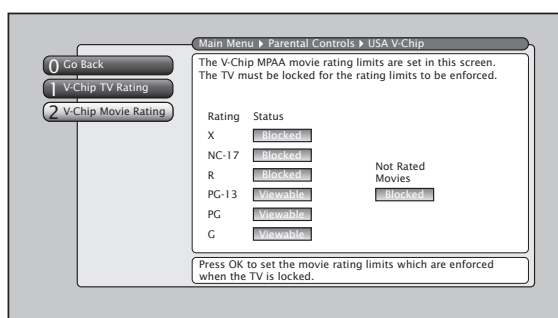 Main Menu ▶ Parental Controls ▶ USA V-Chip
0 Go Back
1 V-Chip TV Rating
2 V-Chip Movie Rating
The V-Chip MPAA movie rating limits are set in this screen.
The TV must be locked for the rating limits to be enforced.
Rating Status
X Blocked
NC-17 Blocked
R Blocked
PG-13 Viewable
PG Viewable
G Viewable
Not Rated
Movies
Blocked
Press OK to set the movie rating limits which are enforced
when the TV is locked.